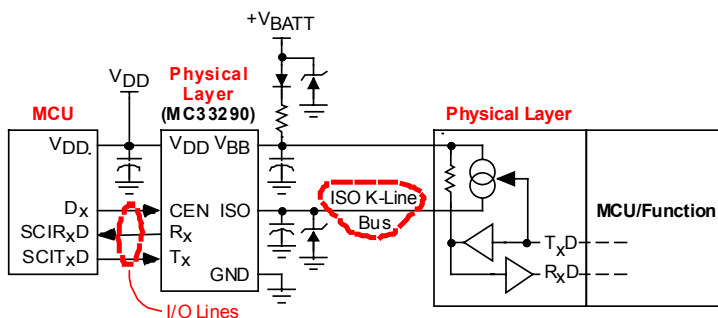 +VBATT
VDD
Physical
Layer
(MC33290)
MCU
Physical Layer
VDD
VDD VBB
Dx
CEN ISO
ISO K-Line
Bus
MCU/Function
SCIRxD
Rx
SCITxD
Tx
TxD
RxD
GND
I/O Lines